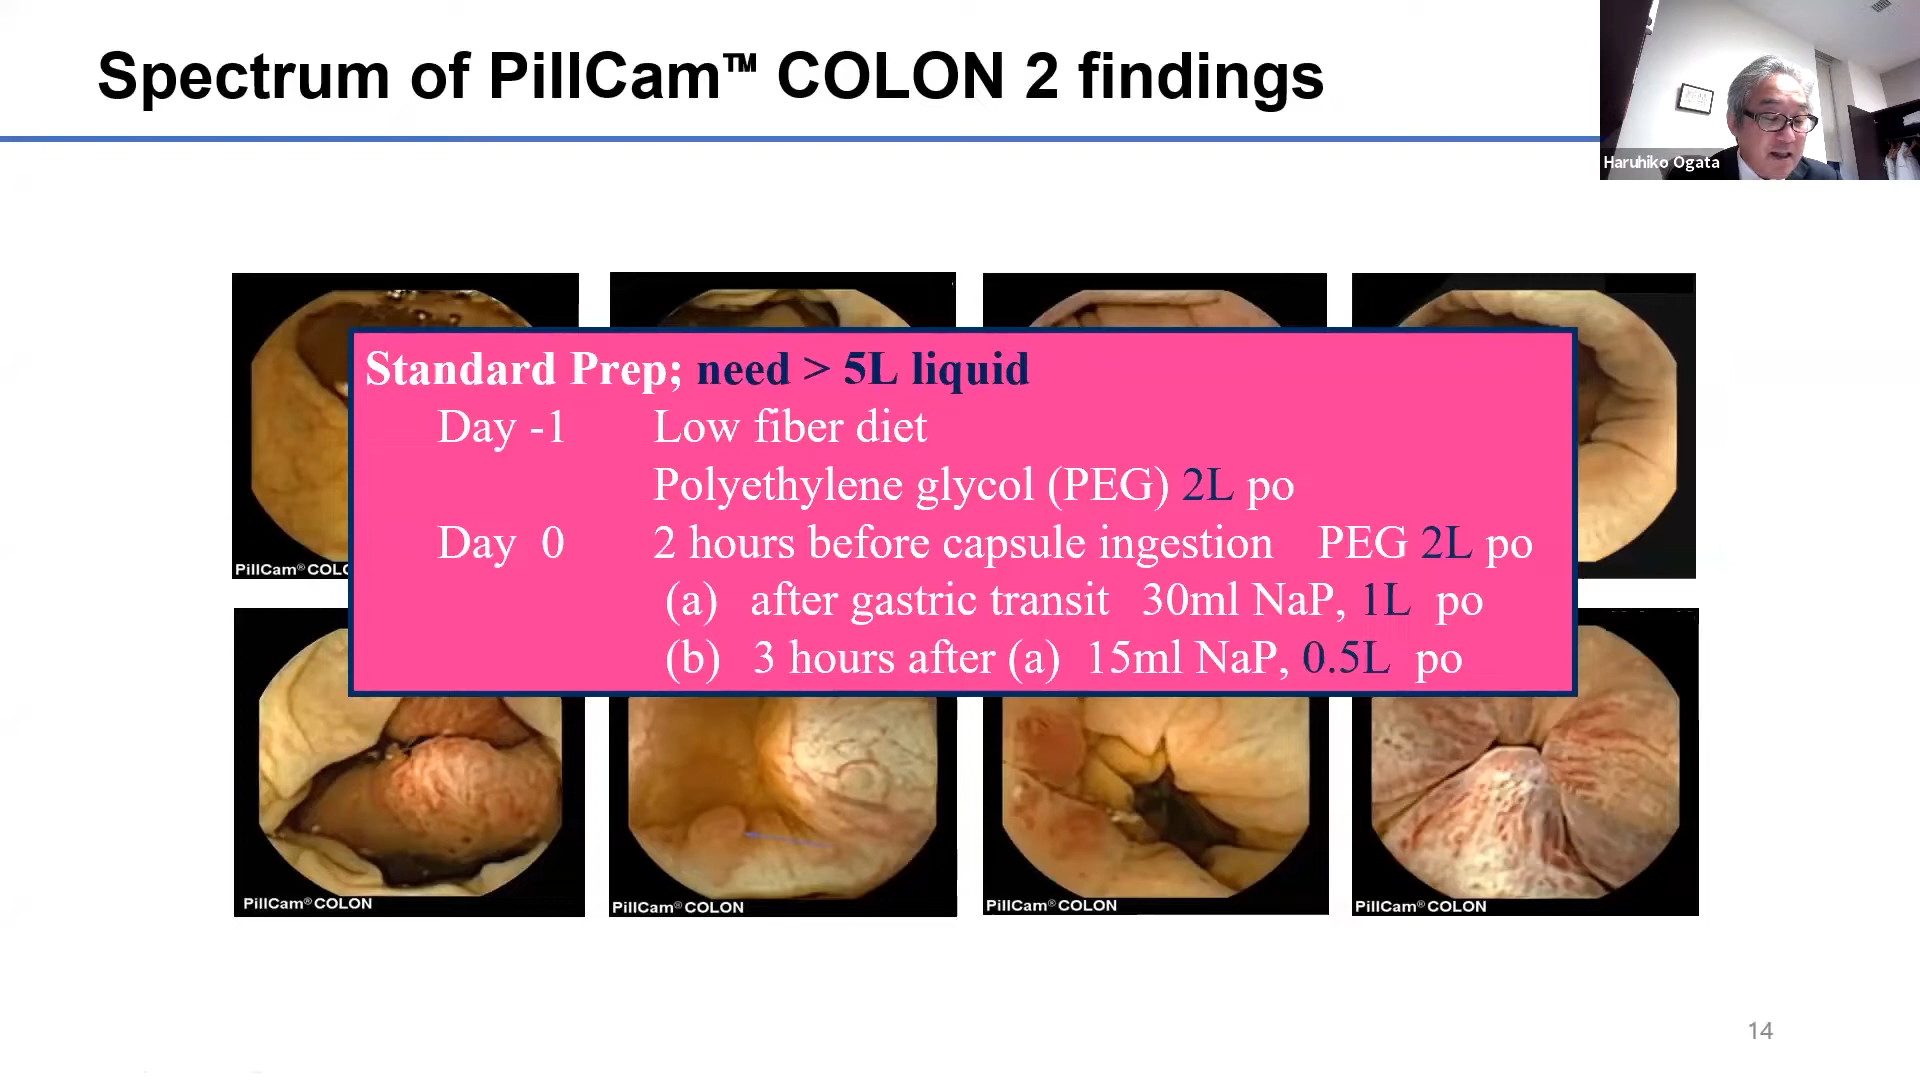 Spectrum of PillCam™ COLON 2 findings
Haruhiko Ogata
Standard Prep; need > 5L liquid
Day -1 Low fiber diet
Polyethylene glycol (PEG) 2L po
Day 0 2 hours before capsule ingestion PEG 2L po
(a) after gastric transit 30ml NaP, 1L po
(b) 3 hours after (a) 15ml NaP, 0.5L po
PillCam® COL
PillCam® COLON
PillCam® COLON
PillCam® COLON
PillCam® COLON
14